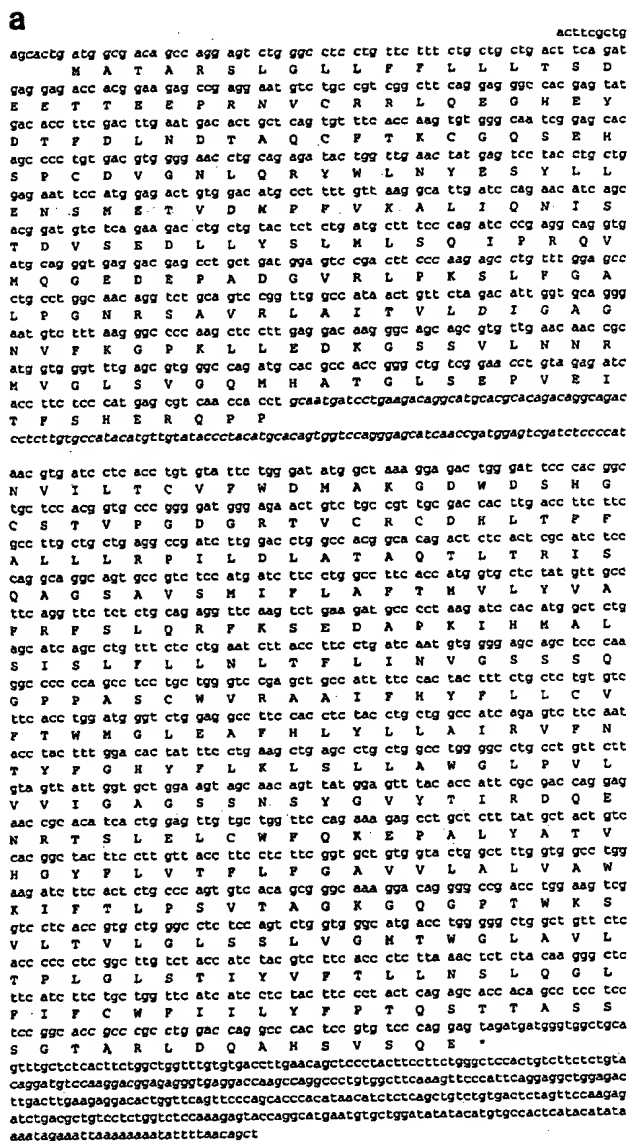 a
acttcgctg
agcactg atg gcg aca gcc agg agt ctg ggc ctc ctg ttc ttt ctg ctg ctg act tca gat
M A T A R S L G L L F F L L L T S D
gag gag acc acg gaa gag ccg agg aat gtc tgc cgt cgg ctt cag gag ggc cac gag tat
E E T T E E P R N V C R R L Q E G H E Y
gac acc ttc gac ttg aat gac act gct cag tgt ttc acc aag tgt ggg caa tcg gag cac
D T F D L N D T A Q C F T K C G Q S E H
agc ccc tgt gac gtg ggg aac ctg cag aga tac tgg ttg aac tat gag tcc tac ctg ctg
S P C D V G N L Q R Y W L N Y E S Y L L
gag aat tcc atg gag act gtg gac atg cct ttt gtt aag gca ttg atc cag aac atc agc
E N S M E T V D M P F V K A L I Q N I S
acg gat gtc tca gaa gac ctg ctg tac tct ctg atg ctt tcc cag atc ccg agg cag gtg
T D V S E D L L Y S L M L S Q I P R Q V
atg cag ggt gag gac gag cct gct gat gga gtc cga ctt ccc aag agc ctg ttt gga gcc
M Q G E D E P A D G V R L P K S L F G A
ctg cct ggc aac agg tct gca gtc cgg ttg gcc ata act gtt cta gac att ggt gca ggg
L P G N R S A V R L A I T V L D I G A G
aat gtc ttt aag ggc ccc aag ctc ctt gag gac aag ggc agc agc gtg ttg aac aac cgc
N V F K G P K L L E D K G S S V L N N R
atg gtg ggt ttg agc gtg ggc cag atg cac gcc acc ggg ctg tcg gaa cct gta gag atc
M V G L S V G Q M H A T G L S E P V E I
acc ttc tcc cat gag cgt caa cca cct gcaatgatcctgaagacaggcatgcacgcacagacaggcagac
T F S H E R Q P P
cctcttgtgccatacatgttgtataccctacatgcacagtggtccagggagcatcaaccgatggagtcgatctccccat
aac gtg atc ctc acc tgt gta ttc tgg gat atg gct aaa gga gac tgg gat tcc cac ggc
N V I L T C V F W D M A K G D W D S H G
tgc tcc acg gtg ccc ggg gat ggg aga act gtc tgc cgt tgc gac cac ttg acc ttc ttc
C S T V P G D G R T V C R C D H L T F F
gcc ttg ctg ctg agg ccg atc ttg gac ctg gcc acg gca cag act ctc act cgc atc tcc
A L L L R P I L D L A T A Q T L T R I S
cag gca ggc agt gcc gtc tcc atg atc ttc ctg gcc ttc acc atg gtg ctc tat gtt gcc
Q A G S A V S M I F L A F T M V L Y V A
ttc agg ttc tct ctg cag agg ttc aag tct gaa gat gcc cct aag atc cac atg gct ctg
F R F S L Q R F K S E D A P K I H M A L
agc atc agc ctg ttt ctc ctg aat ctt acc ttc ctg atc aat gtg ggg agc agc tcc caa
S I S L F L L N L T F L I N V G S S S Q
ggc ccc cca gcc tcc tgc tgg gtc cga gct gcc att ttc cac tac ttt ctg ctc tgt gtc
G P P A S C W V R A A I F H Y F L L C V
ttc acc tgg atg ggt ctg gag gcc ttc cac ctc tac ctg ctg gcc atc aga gtc ttc aat
F T W M G L E A F H L Y L L A I R V F N
acc tac ttt gga cac tat ttc ctg aag ctg agc ctg ctg gcc tgg ggc ctg cct gtt ctt
T Y F G H Y F L K L S L L A W G L P V L
gta gtt att ggt gct gga agt agc aac agt tat gga gtt tac acc att cgc gac cag gag
V V I G A G S S N S Y G V Y T I R D Q E
aac cgc aca tca ctg gag ttg tgc tgg ttc cag aaa gag cct gct ctt tat gct act gtc
N R T S L E L C W F Q K E P A L Y A T V
cac ggc tac ttc ctt gtt acc ttc ctc ttc ggt gct gtg gta ctg gct ttg gtg gcc tgg
H G Y F L V T F L F G A V V L A L V A W
aag atc ttc act ctg ccc agt gtc aca gcg ggc aaa gga cag ggg ccg acc tgg aag tcg
K I F T L P S V T A G K G Q G P T W K S
gtc ctc acc gtg ctg ggc ctc tcc agt ctg gtg ggc atg acc tgg ggg ctg gct gtt ctc
V L T V L G L S S L V G M T W G L A V L
acc ccc ctc ggc ttg tct acc atc tac gtc ttc acc ctc tta aac tct cta caa ggg ctc
T P L G L S T I Y V F T L L N S L Q G L
ttc atc ttc tgc tgg ttc atc atc ctc tac ttc cct act cag agc acc aca gcc tcc tcc
F I F C W F I I L Y F P T Q S T T A S S
tcc ggc acc gcc cgc ctg gac cag gcc cac tcc gtg tcc cag gag tagatgatgggtggctgca
S G T A R L D Q A H S V S Q E *
gtttgctctcacttctggctggtttgtgtgaccttgaacagctccctacttccttctgggctccactgtcttctctgta
caggatgtccaaggacggagagggtgaggaccaagccaggccctgtggcttcaaagttcccattcaggaggctggagac
ttgacttgaagaggacactggttcagttcccagcacccacataacatctctcagctgtctgtgactctagttccaagag
atctgacgctgtcctctggtctccaaagagtaccaggcatgaatgtgctggatatatacatgtgccactcatacatata
aaatagaaattaaaaaaaatattttaacagct